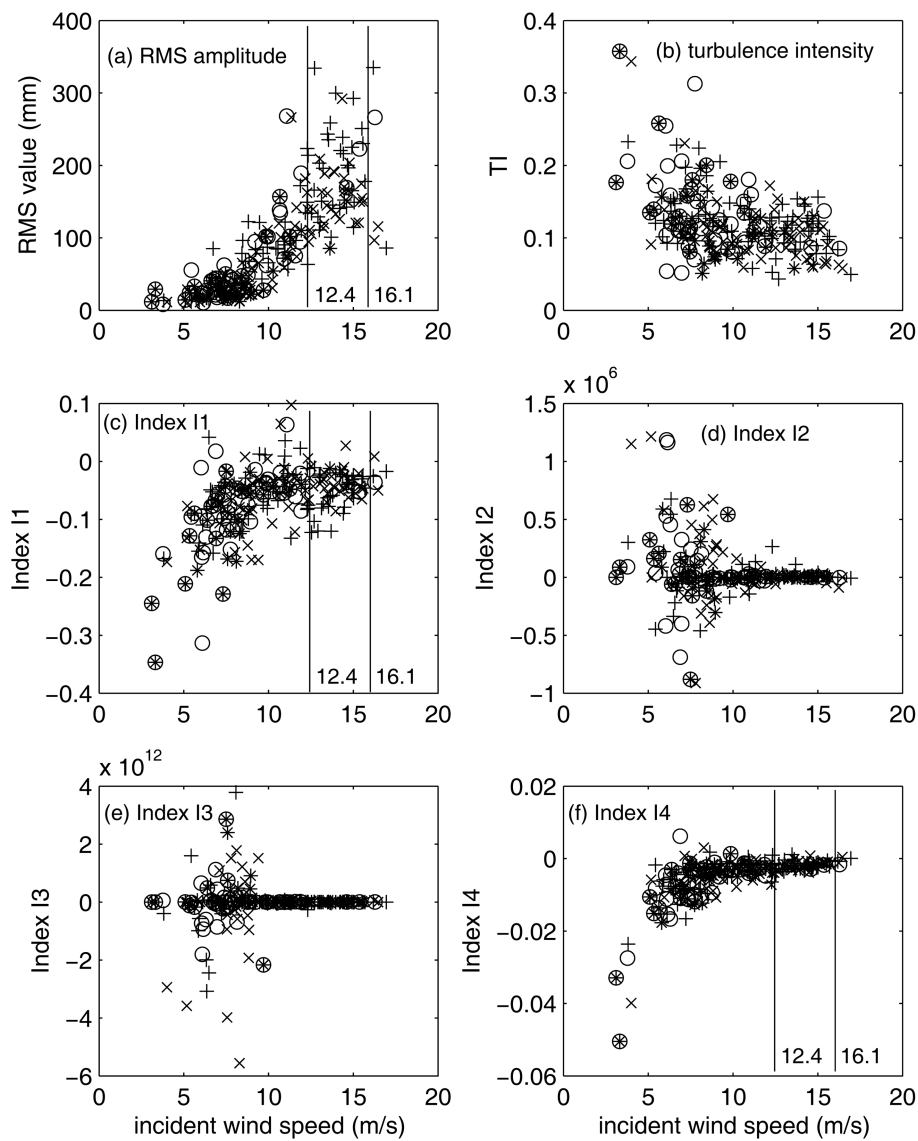 400
300
200
100
0
0 5 10 15 20
RMS value (mm)
(a) RMS amplitude
12.4 16.1
0.4
0.3
0.2
0.1
0
0 5 10 15 20
TI
(b) turbulence intensity
0.1
0
−0.1
−0.2
−0.3
−0.4
0 5 10 15 20
Index I1
(c) Index I1
12.4 16.1
x 10^6
1.5
1
0.5
0
−0.5
−1
0 5 10 15 20
Index I2
(d) Index I2
x 10^12
4
2
0
−2
−4
−6
0 5 10 15 20
Index I3
(e) Index I3
incident wind speed (m/s)
0.02
0
−0.02
−0.04
−0.06
0 5 10 15 20
Index I4
(f) Index I4
12.4 16.1
incident wind speed (m/s)